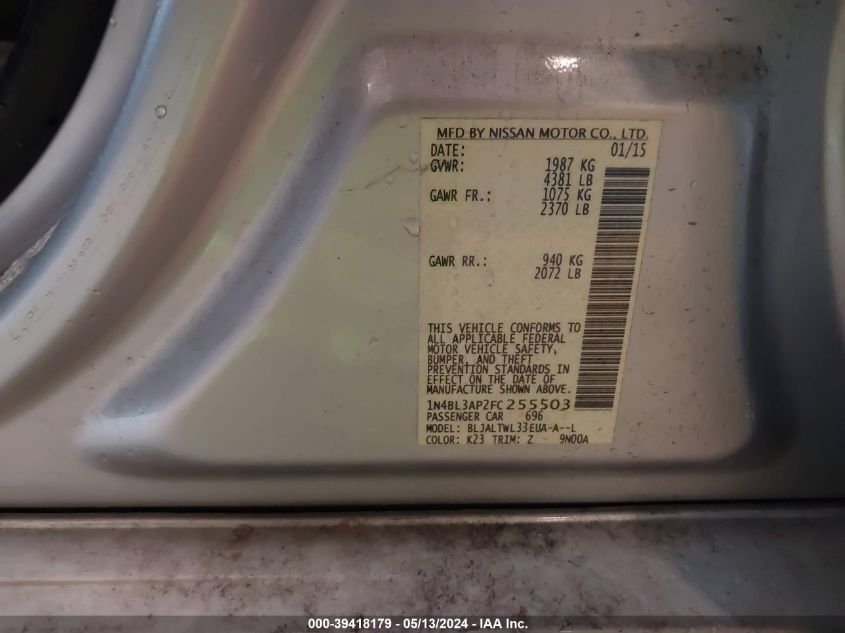 MFD BY NISSAN MOTOR CO., LTD.
DATE: 01/15
GVWR: 1987 KG
4381 LB
GAWR FR.: 1075 KG
2370 LB
GAWR RR.: 940 KG
2072 LB
THIS VEHICLE CONFORMS TO
ALL APPLICABLE FEDERAL
MOTOR VEHICLE SAFETY,
BUMPER, AND THEFT
PREVENTION STANDARDS IN
EFFECT ON THE DATE OF
MANUFACTURE SHOWN ABOVE.
1N4BL3AP2FC255503
PASSENGER CAR 696
MODEL: BLJALTWL33EUA-A--L
COLOR: K23 TRIM: Z 9N00A
000-39418179 - 05/13/2024 - IAA Inc.